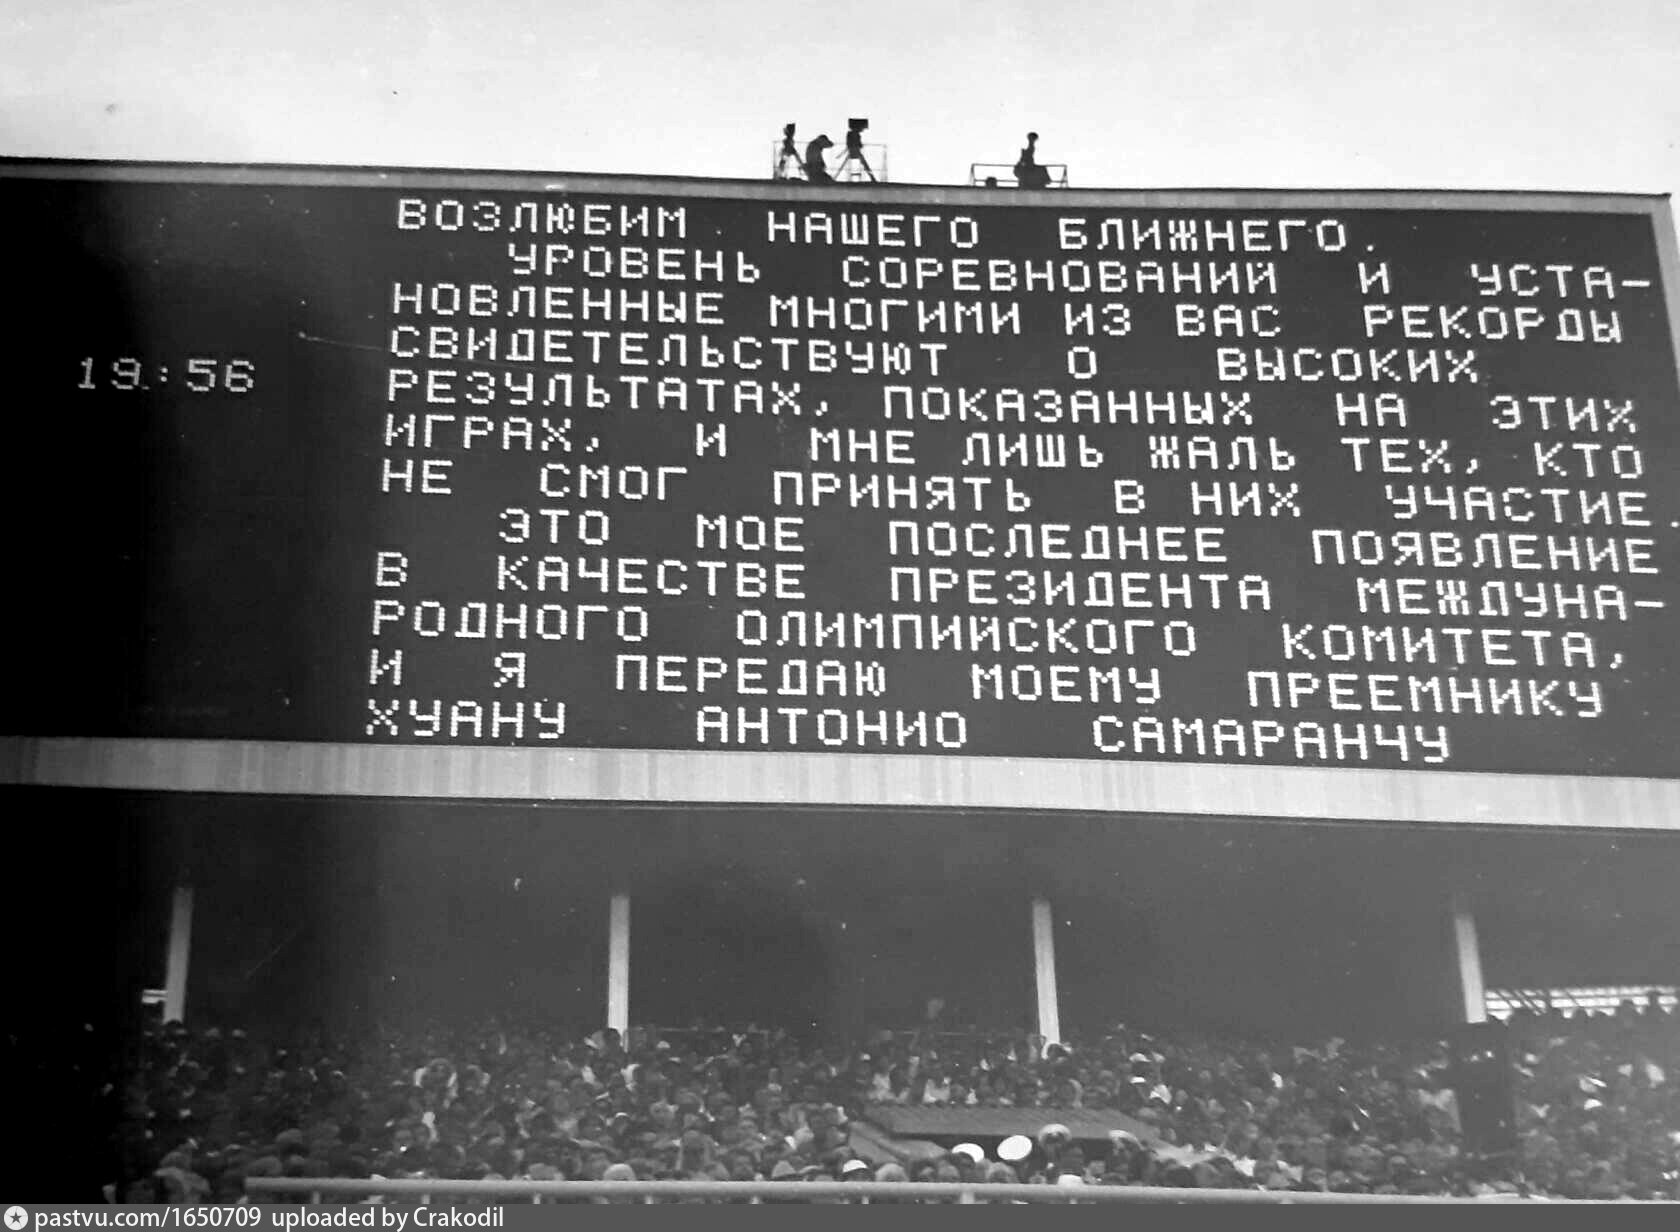 ВОЗЛЮБИМ НАШЕГО БЛИЖНЕГО.
УРОВЕНЬ СОРЕВНОВАНИЙ И УСТА-
НОВЛЕННЫЕ МНОГИМИ ИЗ ВАС РЕКОРДЫ
СВИДЕТЕЛЬСТВУЮТ О ВЫСОКИХ
19:56
РЕЗУЛЬТАТАХ, ПОКАЗАННЫХ НА ЭТИХ
ИГРАХ, И МНЕ ЛИШЬ ЖАЛЬ ТЕХ, КТО
НЕ СМОГ ПРИНЯТЬ В НИХ УЧАСТИЕ.
ЭТО МОЕ ПОСЛЕДНЕЕ ПОЯВЛЕНИЕ
В КАЧЕСТВЕ ПРЕЗИДЕНТА МЕЖДУНА-
РОДНОГО ОЛИМПИЙСКОГО КОМИТЕТА,
И Я ПЕРЕДАЮ МОЕМУ ПРЕЕМНИКУ
ХУАНУ АНТОНИО САМАРАНЧУ
pastvu.com/1650709 uploaded by Crakodil